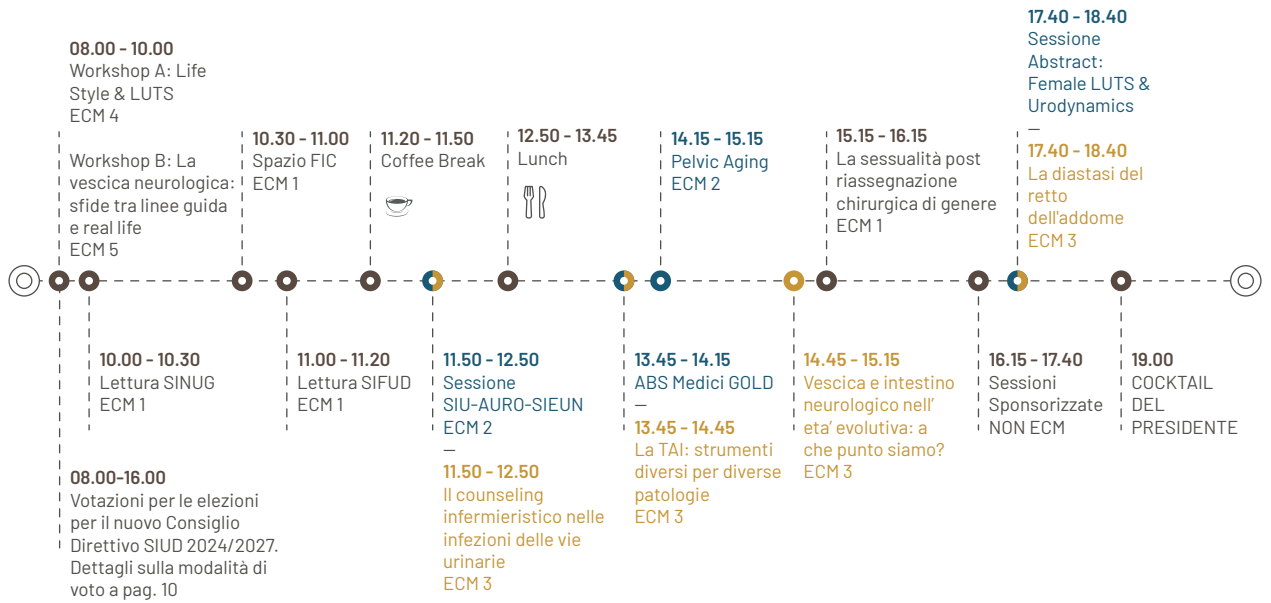 08.00 - 10.00
Workshop A: Life
Style & LUTS
ECM 4
Workshop B: La
vescica neurologica:
sfide tra linee guida
e real life
ECM 5
10.30 - 11.00
Spazio FIC
ECM 1
11.20 - 11.50
Coffee Break
12.50 - 13.45
Lunch
14.15 - 15.15
Pelvic Aging
ECM 2
15.15 - 16.15
La sessualità post
riassegnazione
chirurgica di genere
ECM 1
17.40 - 18.40
Sessione
Abstract:
Female LUTS &
Urodynamics
—
17.40 - 18.40
La diastasi del
retto
dell'addome
ECM 3
10.00 - 10.30
Lettura SINUG
ECM 1
08.00-16.00
Votazioni per le elezioni
per il nuovo Consiglio
Direttivo SIUD 2024/2027.
Dettagli sulla modalità di
voto a pag. 10
11.00 - 11.20
Lettura SIFUD
ECM 1
11.50 - 12.50
Sessione
SIU-AURO-SIEUN
ECM 2
—
11.50 - 12.50
Il counseling
infermieristico nelle
infezioni delle vie
urinarie
ECM 3
13.45 - 14.15
ABS Medici GOLD
—
13.45 - 14.45
La TAI: strumenti
diversi per diverse
patologie
ECM 3
14.45 - 15.15
Vescica e intestino
neurologico nell’
eta’ evolutiva: a
che punto siamo?
ECM 3
16.15 - 17.40
Sessioni
Sponsorizzate
NON ECM
19.00
COCKTAIL
DEL
PRESIDENTE